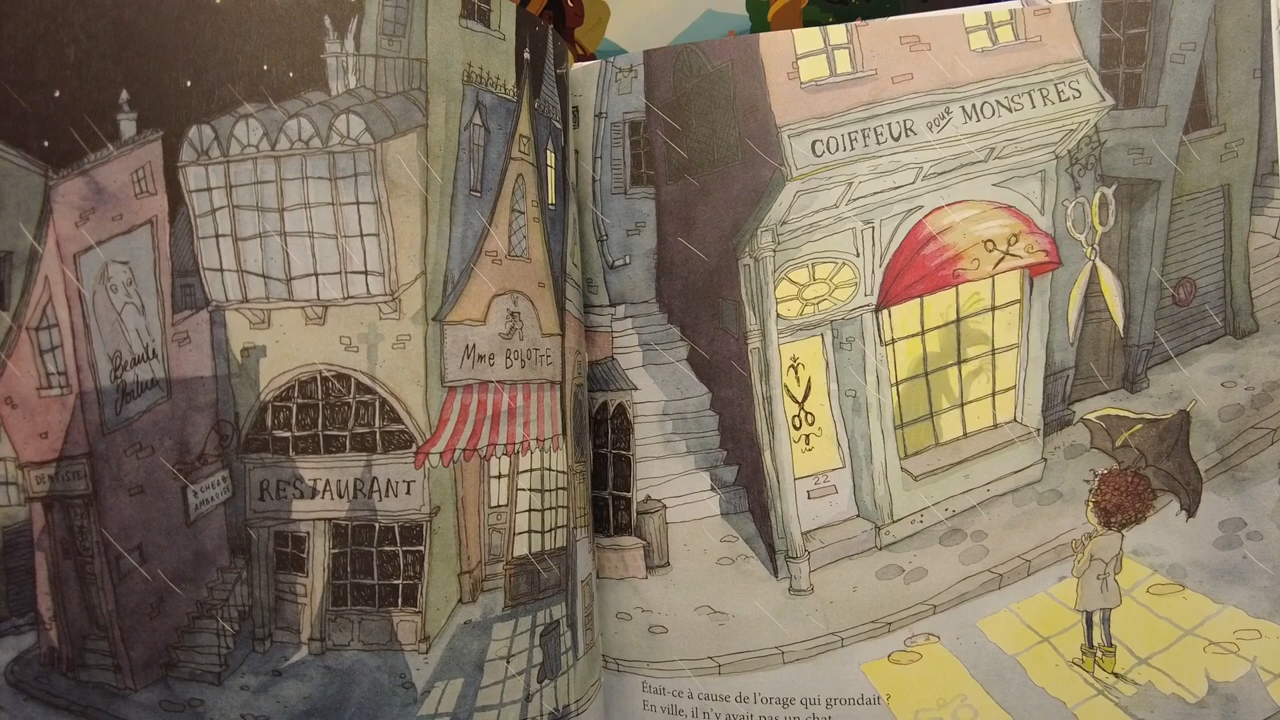 Beauté
Poilue
DENTISTE
CHEZ
AMBROISE
RESTAURANT
Mme BOBOTTE
COIFFEUR POUR MONSTRES
22
Était-ce à cause de l'orage qui grondait ?
En ville, il n'y avait pas un chat